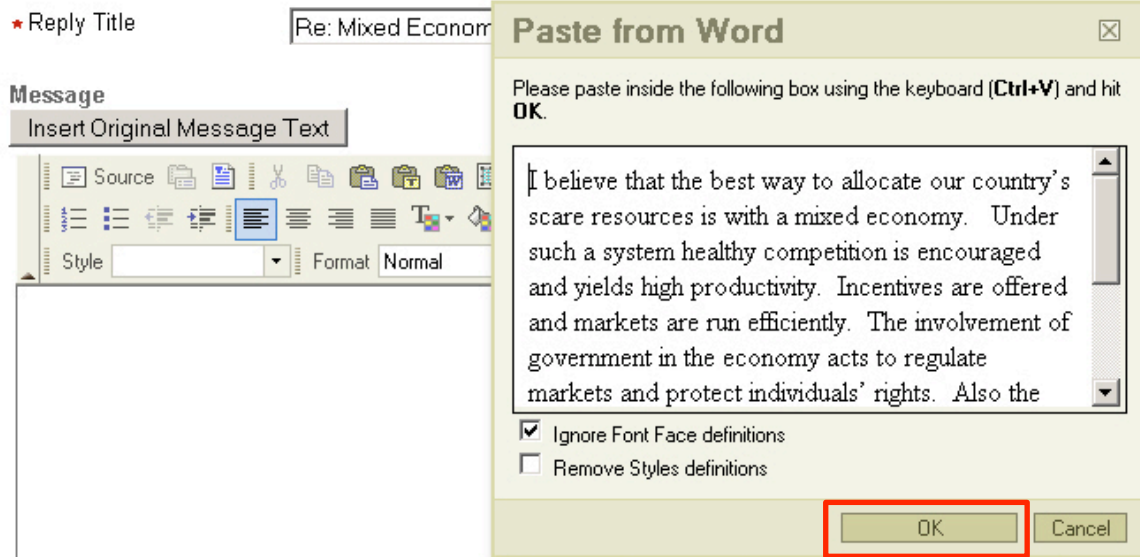 * Reply Title
Re: Mixed Econom
Message
Insert Original Message Text
Source
Style
Format Normal
Paste from Word
Please paste inside the following box using the keyboard (Ctrl+V) and hit
OK.
I believe that the best way to allocate our country's
scare resources is with a mixed economy. Under
such a system healthy competition is encouraged
and yields high productivity. Incentives are offered
and markets are run efficiently. The involvement of
government in the economy acts to regulate
markets and protect individuals' rights. Also the
Ignore Font Face definitions
Remove Styles definitions
OK
Cancel